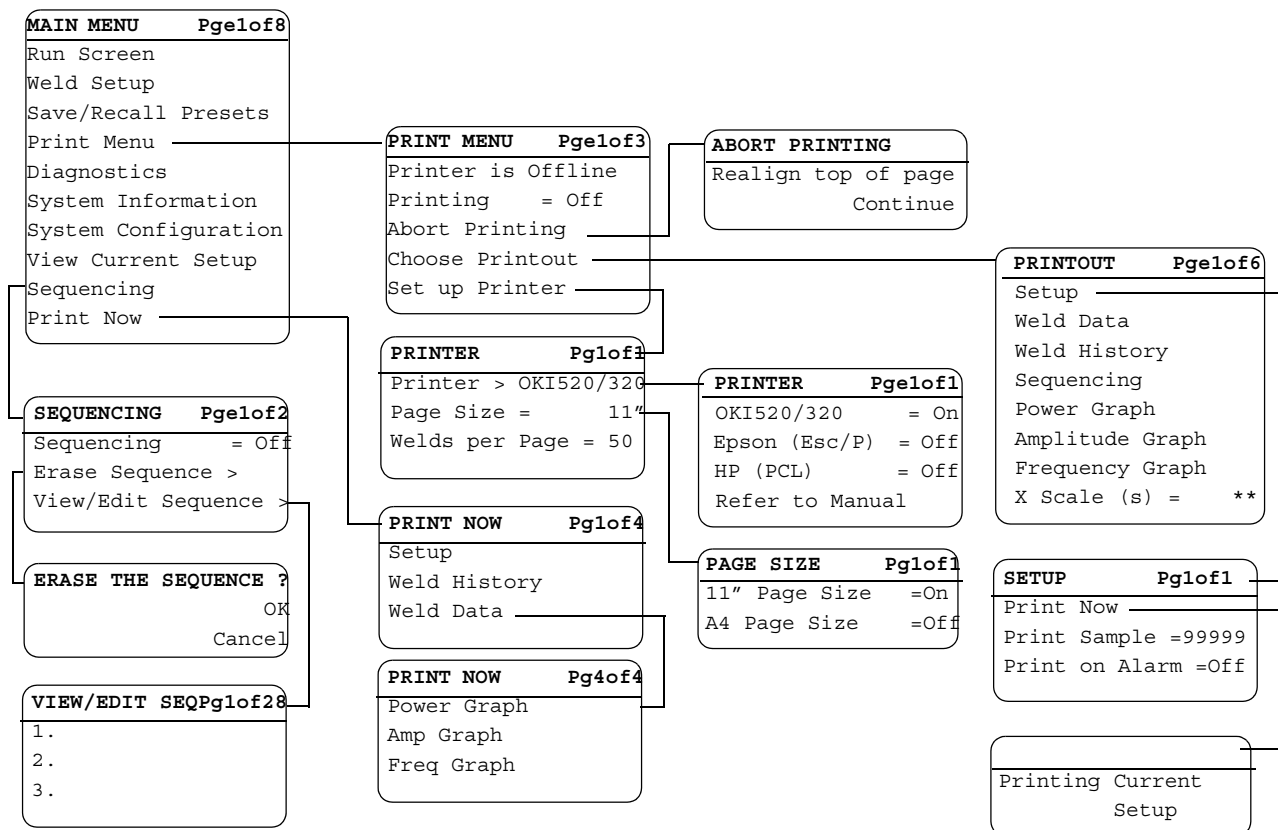 MAIN MENU Pge1of8
Run Screen
Weld Setup
Save/Recall Presets
Print Menu
Diagnostics
System Information
System Configuration
View Current Setup
Sequencing
Print Now
SEQUENCING Pge1of2
Sequencing = Off
Erase Sequence >
View/Edit Sequence >
ERASE THE SEQUENCE ?
OK
Cancel
VIEW/EDIT SEQPg1of28
1.
2.
3.
PRINT MENU Pge1of3
Printer is Offline
Printing = Off
Abort Printing
Choose Printout
Set up Printer
PRINTER Pg1of1
Printer > OKI520/320
Page Size = 11"
Welds per Page = 50
PRINT NOW Pg1of4
Setup
Weld History
Weld Data
PRINT NOW Pg4of4
Power Graph
Amp Graph
Freq Graph
ABORT PRINTING
Realign top of page
Continue
PRINTER Pge1of1
OKI520/320 = On
Epson (Esc/P) = Off
HP (PCL) = Off
Refer to Manual
PAGE SIZE Pg1of1
11" Page Size =On
A4 Page Size =Off
PRINTOUT Pge1of6
Setup
Weld Data
Weld History
Sequencing
Power Graph
Amplitude Graph
Frequency Graph
X Scale (s) = **
SETUP Pg1of1
Print Now
Print Sample =99999
Print on Alarm =Off
Printing Current
Setup